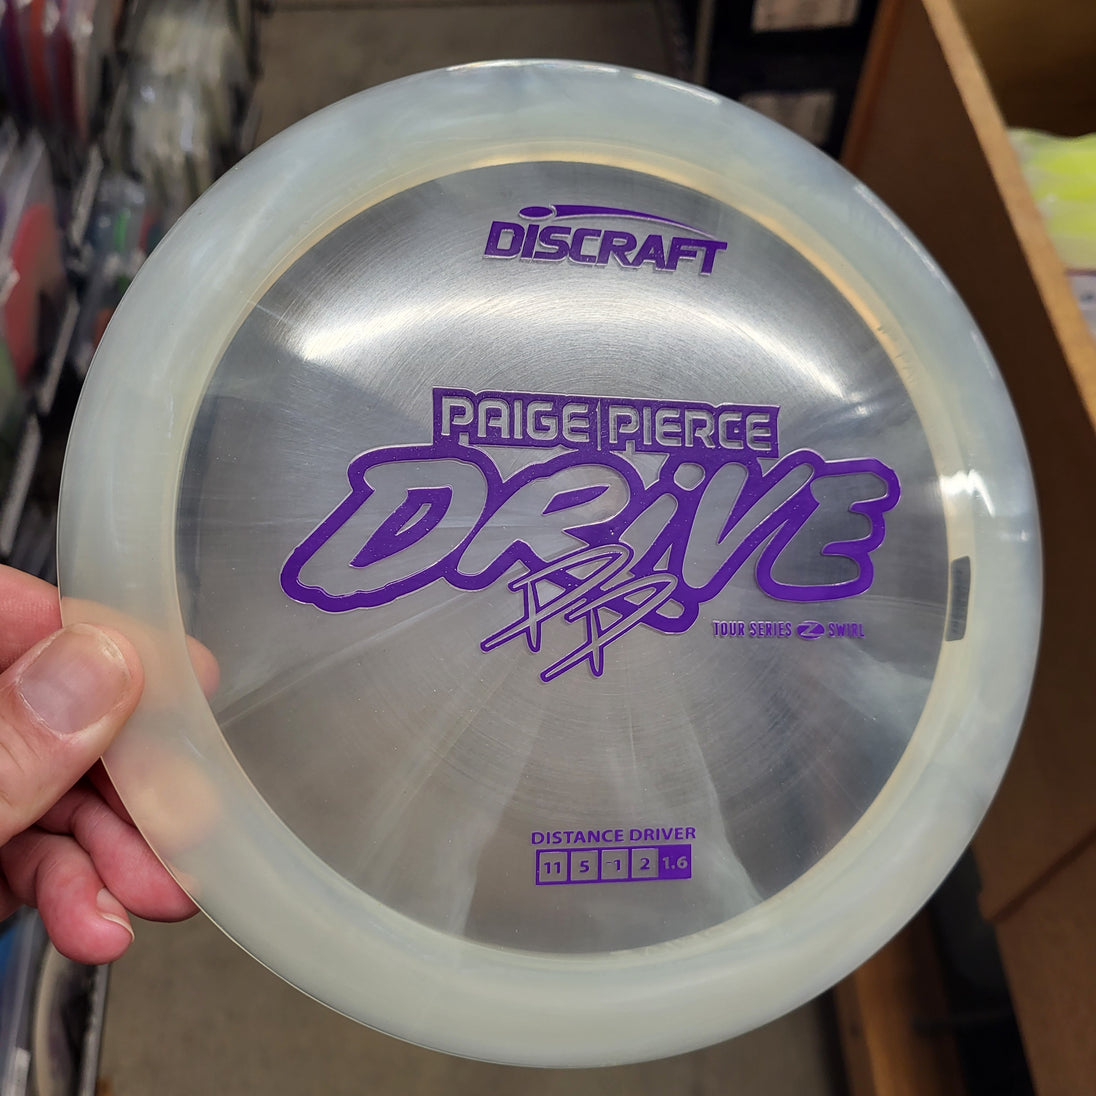 DISCRAFT
PAIGE PIERCE
DRIVE
PP
TOUR SERIES Z SWIRL
DISTANCE DRIVER
11 5 -1 2 1.6